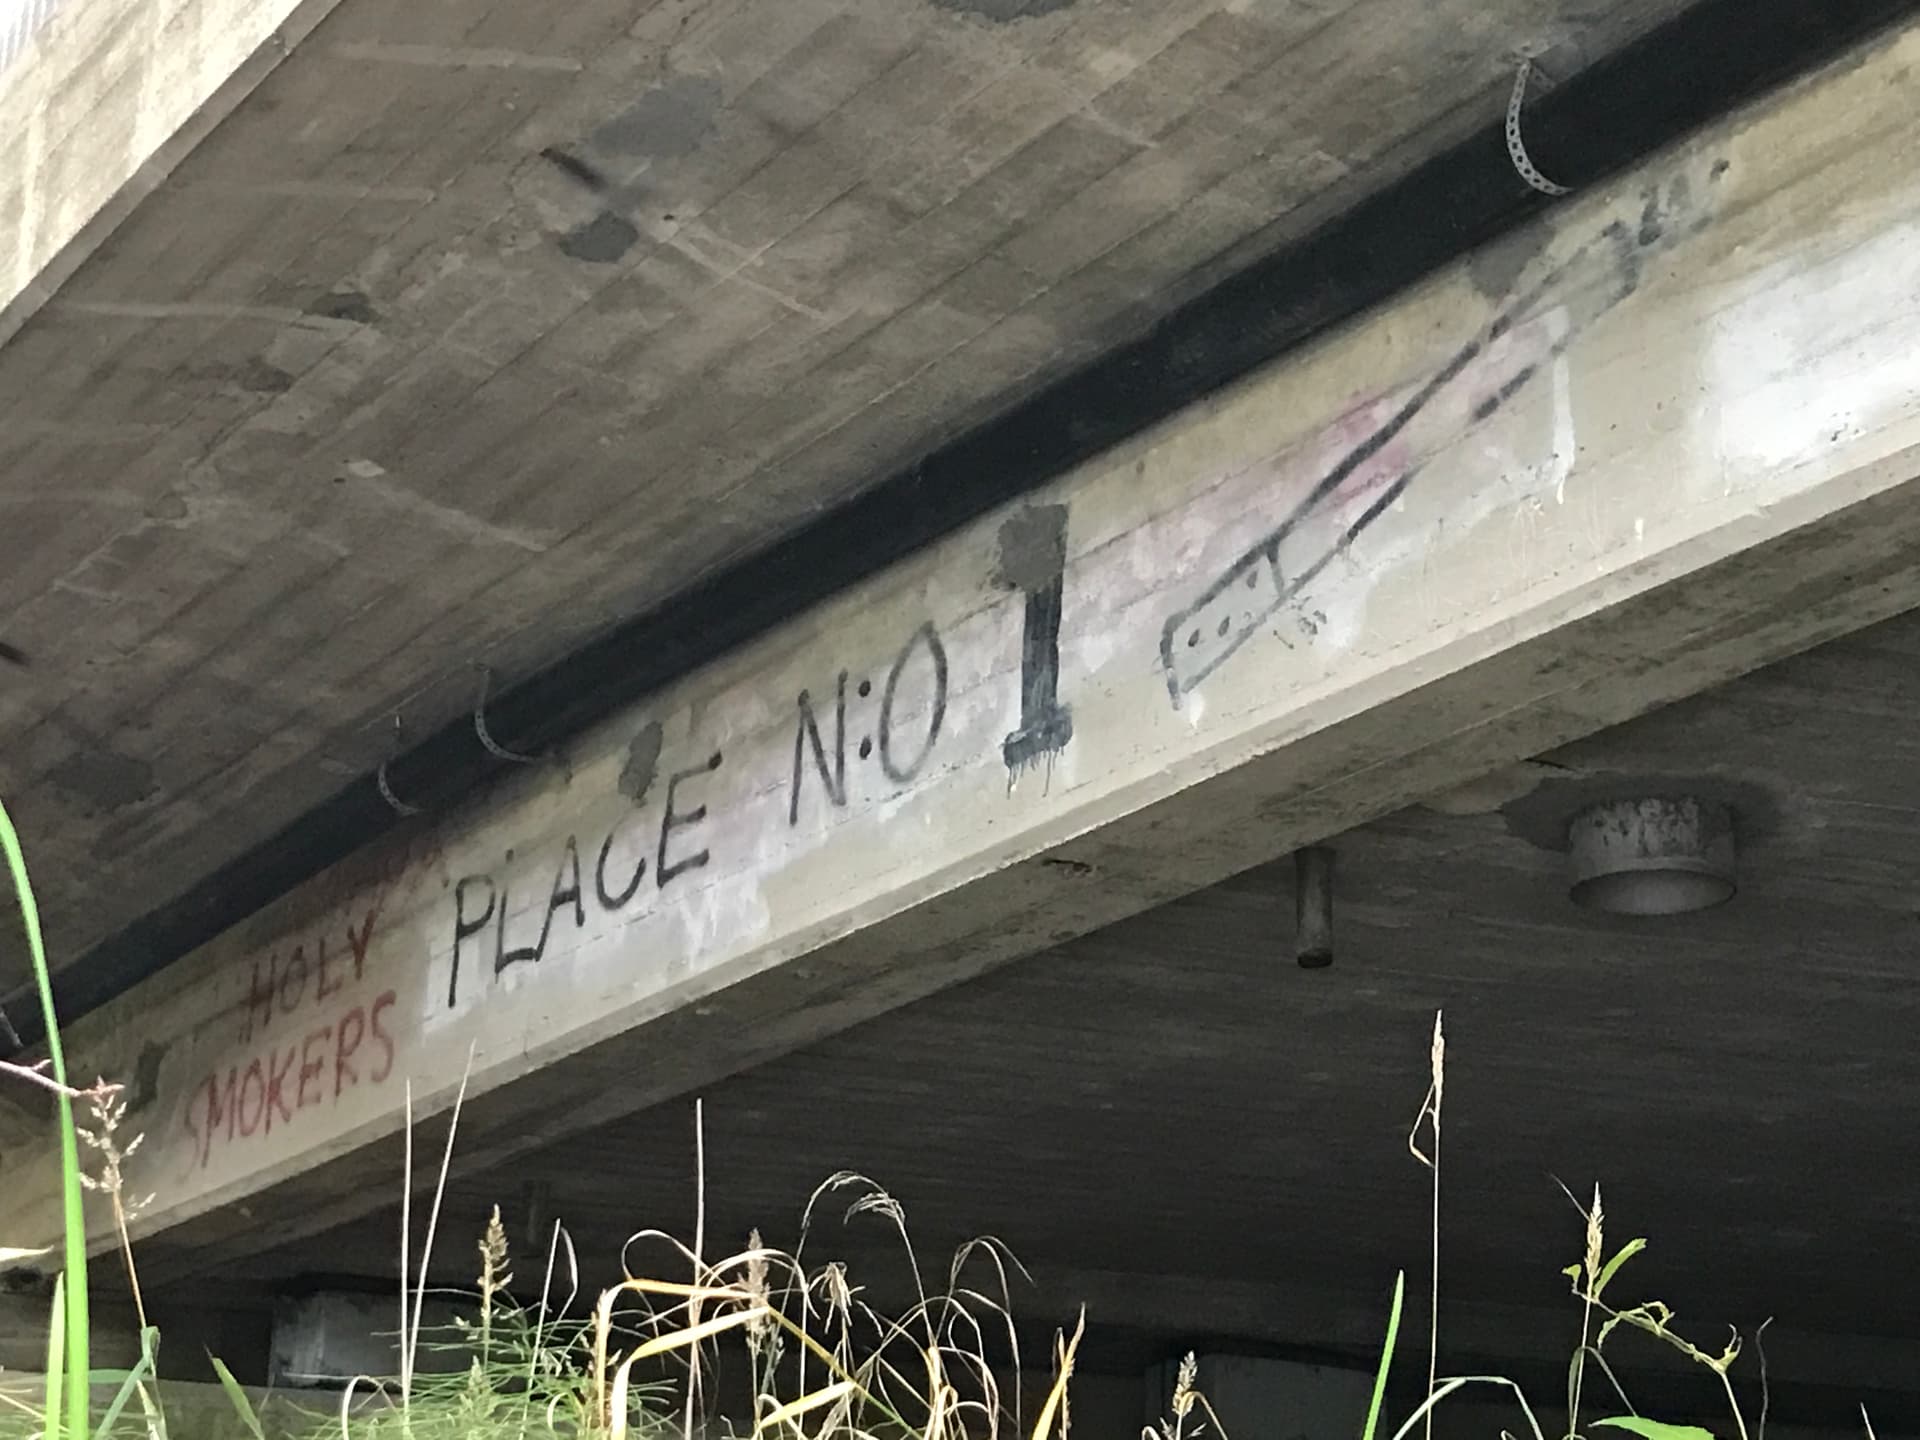 HOLY
SMOKERS
PLACE N:O 1